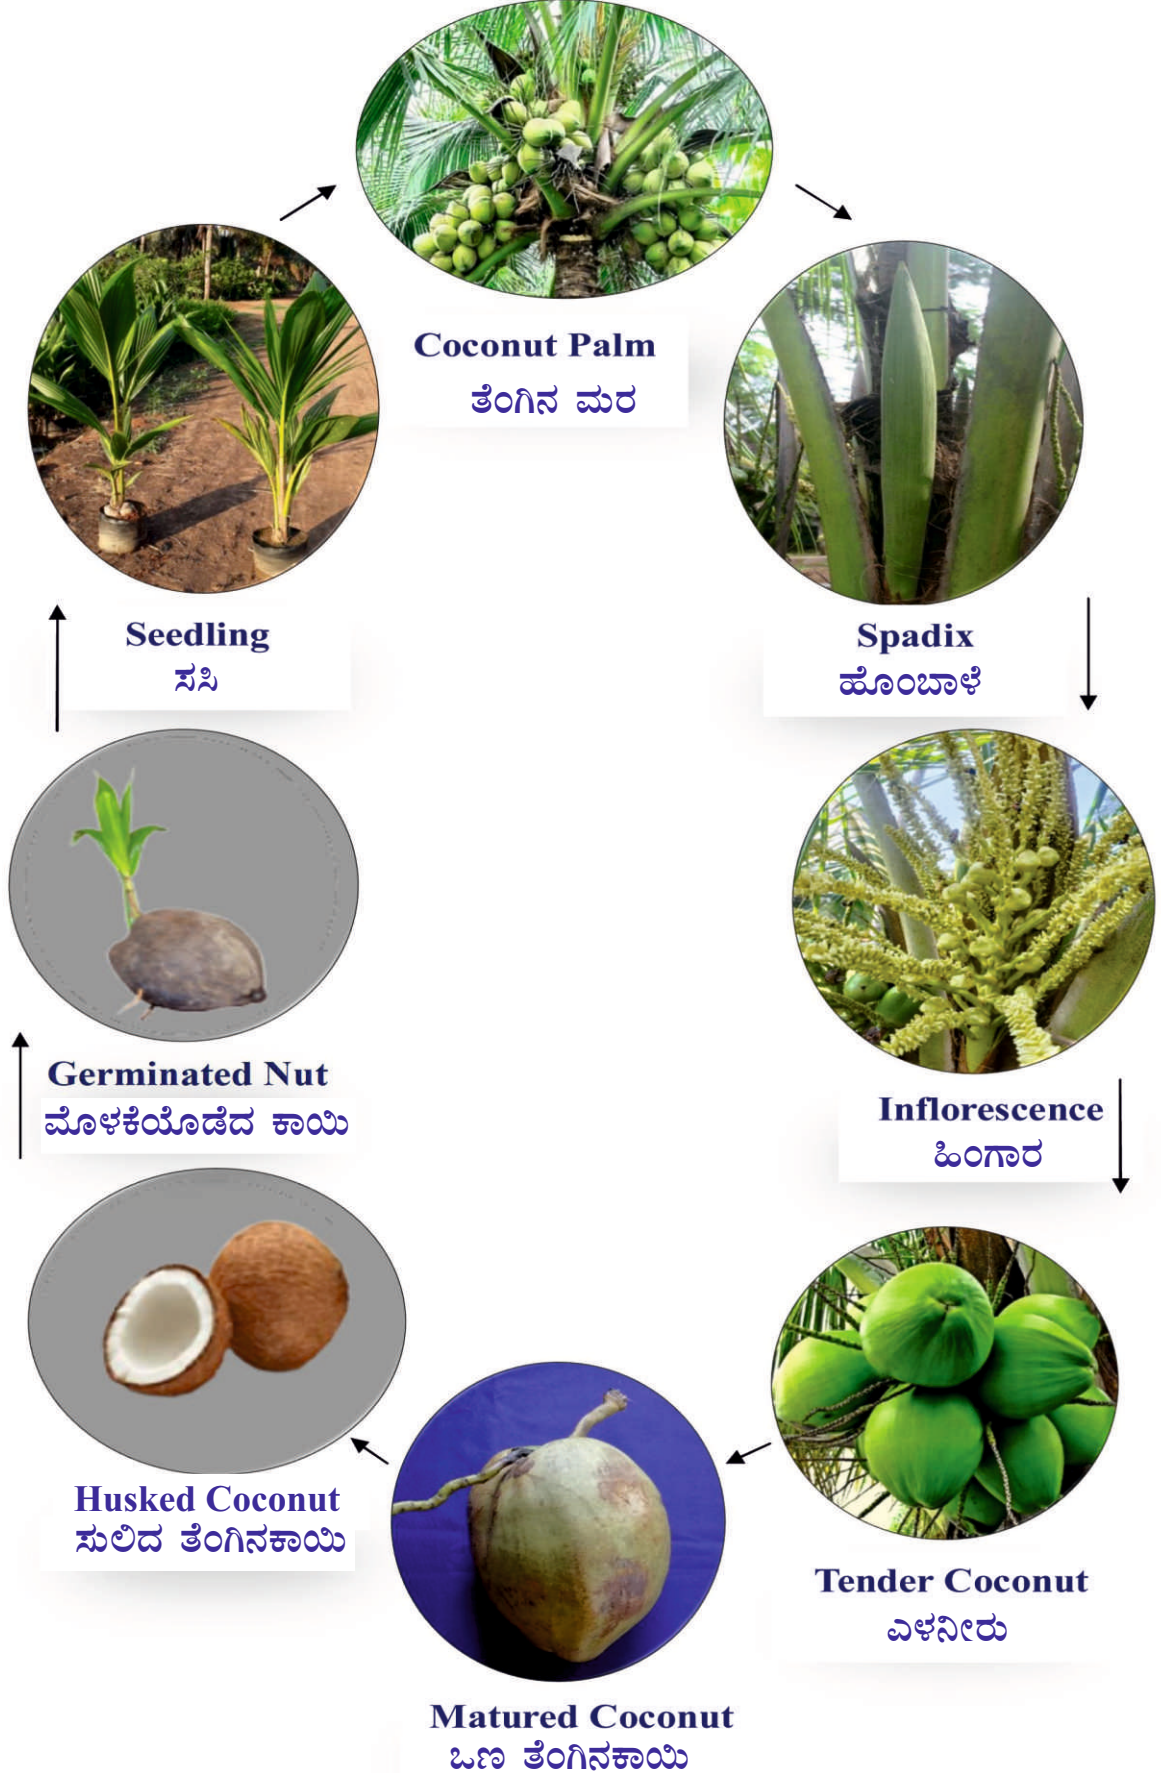 Coconut Palm
ತೆಂಗಿನ ಮರ
Spadix
ಹೊಂಬಾಳೆ
Inflorescence
ಹಿಂಗಾರ
Tender Coconut
ಎಳನೀರು
Matured Coconut
ಒಣ ತೆಂಗಿನಕಾಯಿ
Husked Coconut
ಸುಲಿದ ತೆಂಗಿನಕಾಯಿ
Germinated Nut
ಮೊಳಕೆಯೊಡೆದ ಕಾಯಿ
Seedling
ಸಸಿ